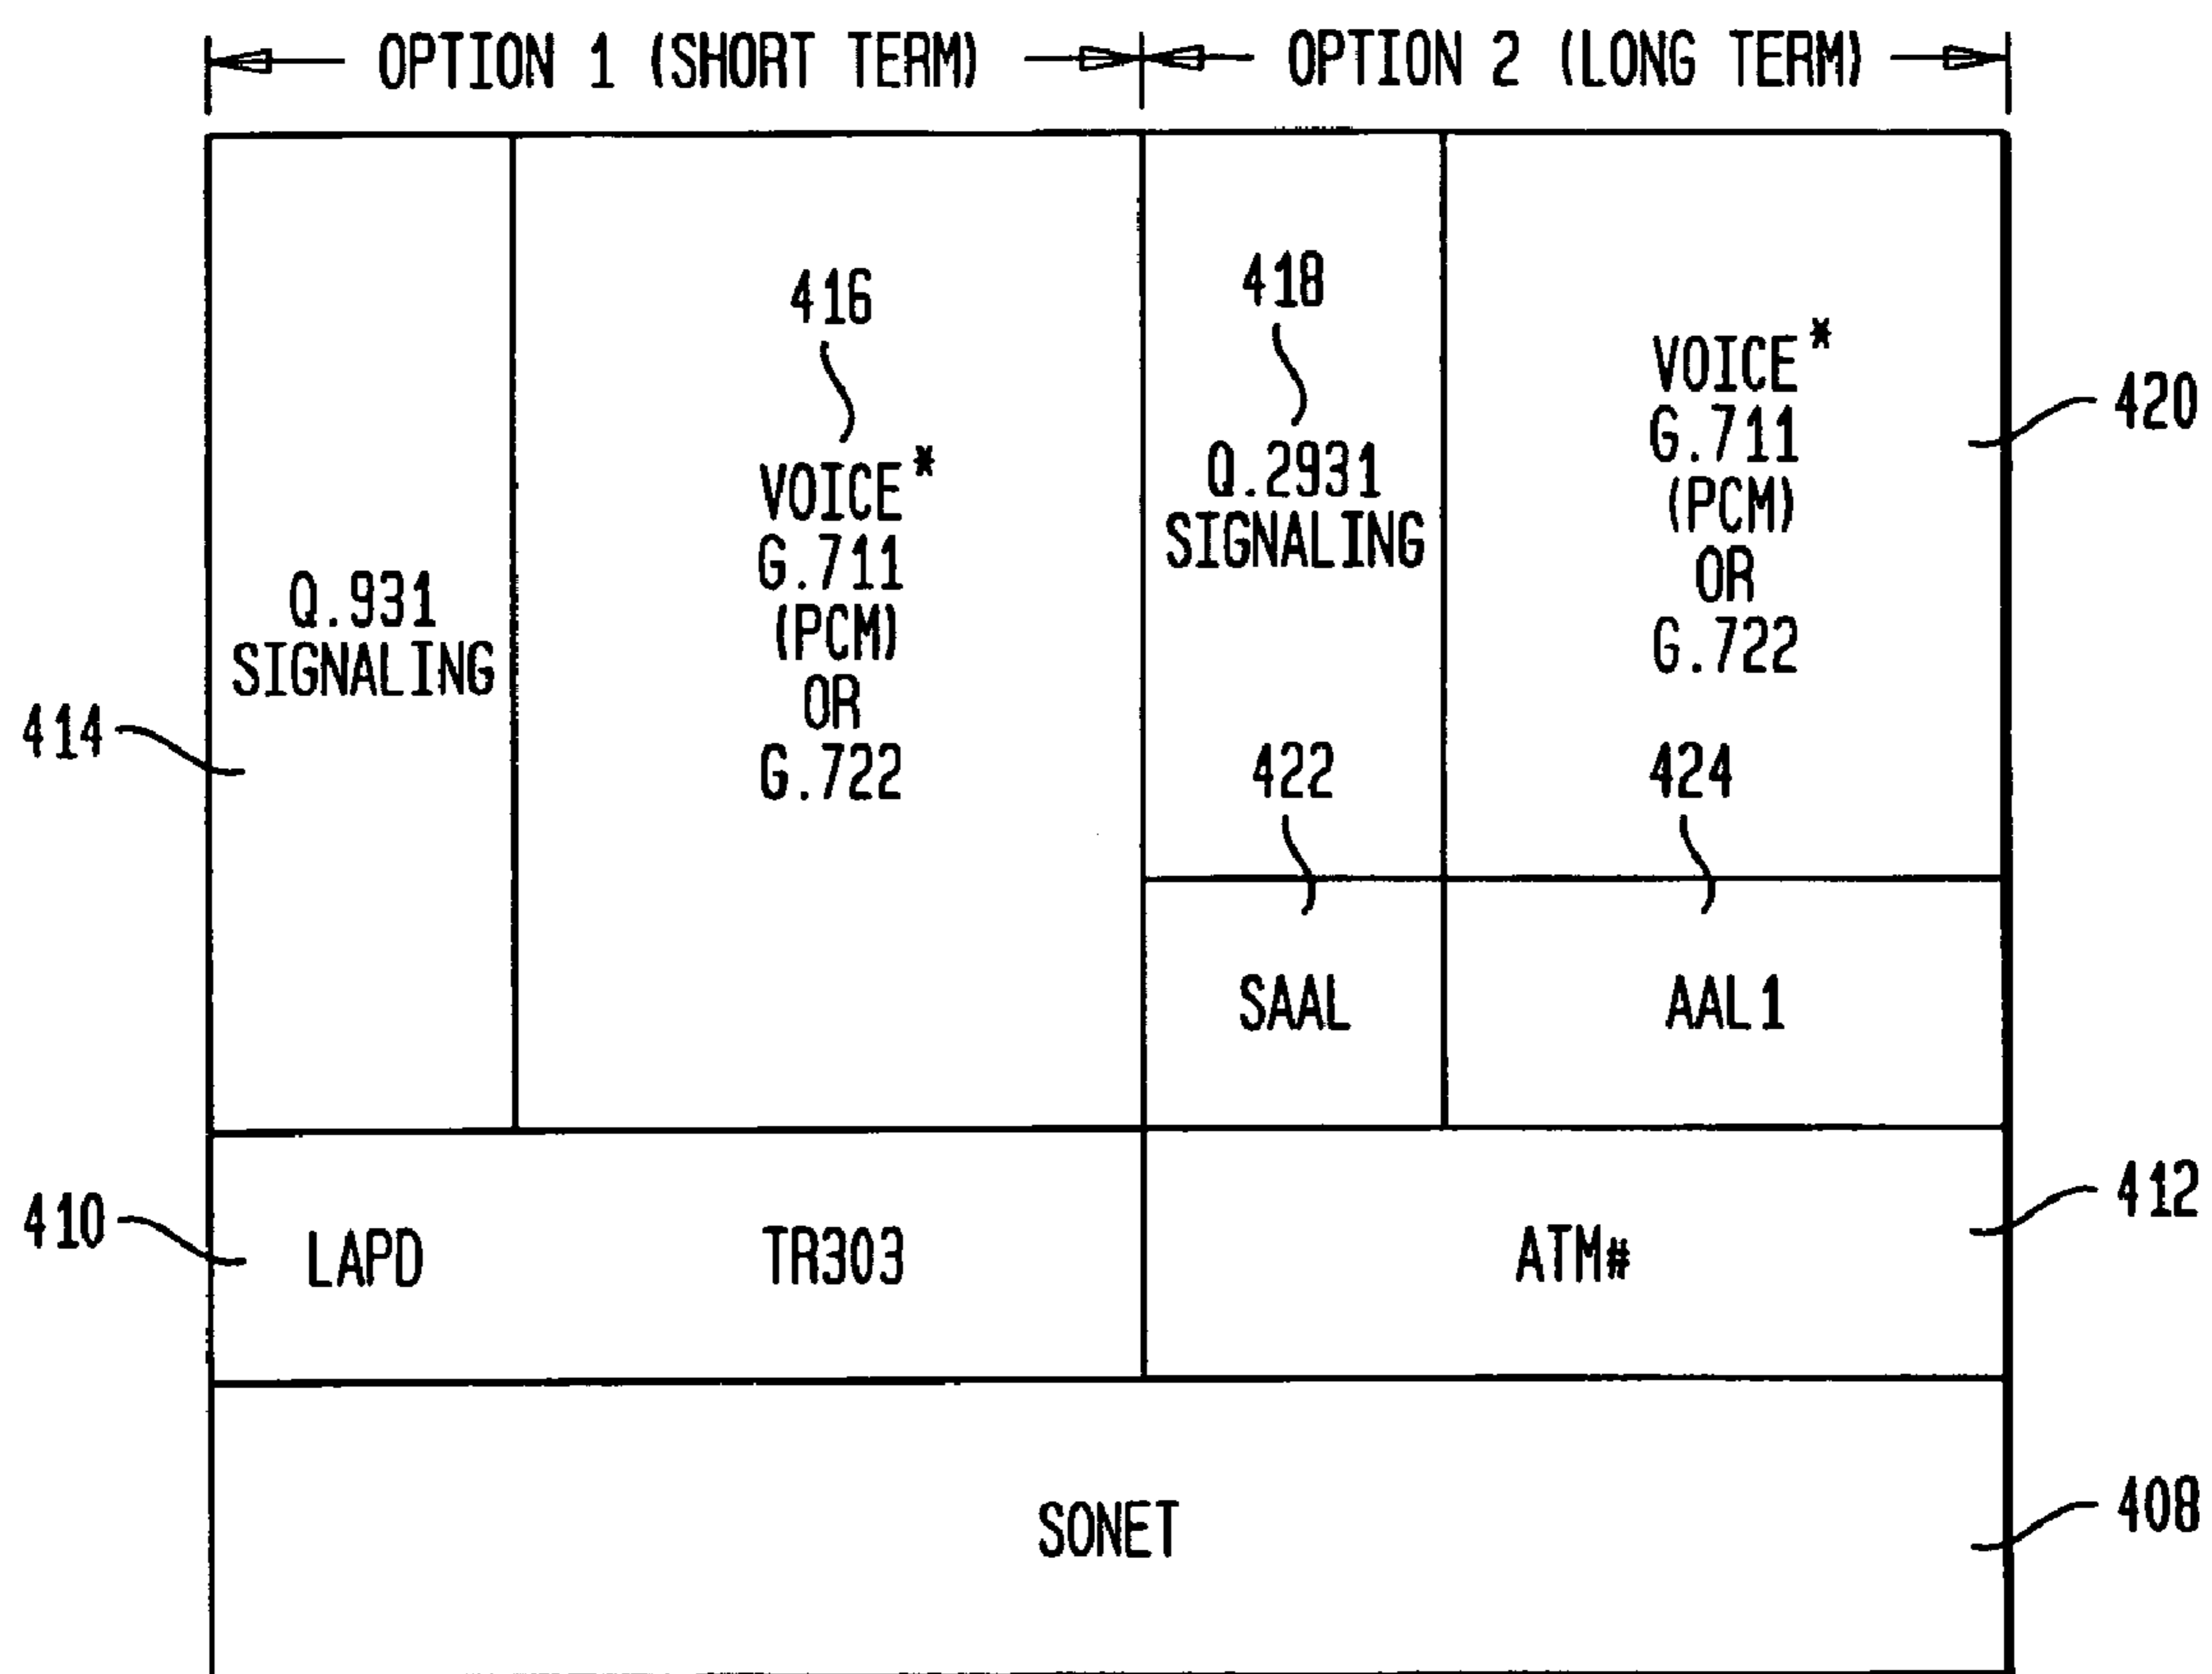 OPTION 1 (SHORT TERM)
OPTION 2 (LONG TERM)
414
Q.931
SIGNALING
416
VOICE*
G.711
(PCM)
OR
G.722
418
Q.2931
SIGNALING
420
VOICE*
G.711
(PCM)
OR
G.722
422
SAAL
424
AAL1
410
LAPD
TR303
ATM#
412
SONET
408